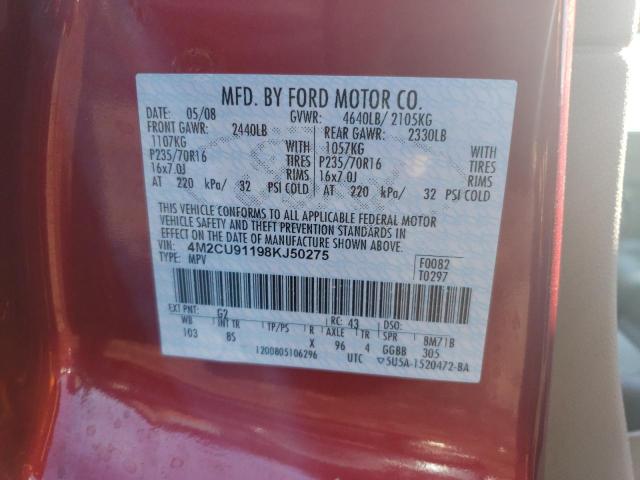 MFD. BY FORD MOTOR CO.
DATE: 05/08 GVWR: 4640LB/ 2105KG
FRONT GAWR: 2440LB REAR GAWR: 2330LB
1107KG WITH 1057KG WITH
P235/70R16 TIRES P235/70R16 TIRES
16x7.0J RIMS 16x7.0J RIMS
AT 220 kPa/ 32 PSI COLD AT 220 kPa/ 32 PSI COLD
THIS VEHICLE CONFORMS TO ALL APPLICABLE FEDERAL MOTOR
VEHICLE SAFETY AND THEFT PREVENTION STANDARDS IN
EFFECT ON THE DATE OF MANUFACTURE SHOWN ABOVE.
VIN: 4M2CU91198KJ50275 F0082
TYPE: MPV T0297
EXT PNT: G2 RC: 43 DSO:
WB INT TR TP/PS R AXLE TR SPR 8M71B
103 8S X 96 4 GGBB 305
1200805106296 UTC ▽5U5A-1520472-BA